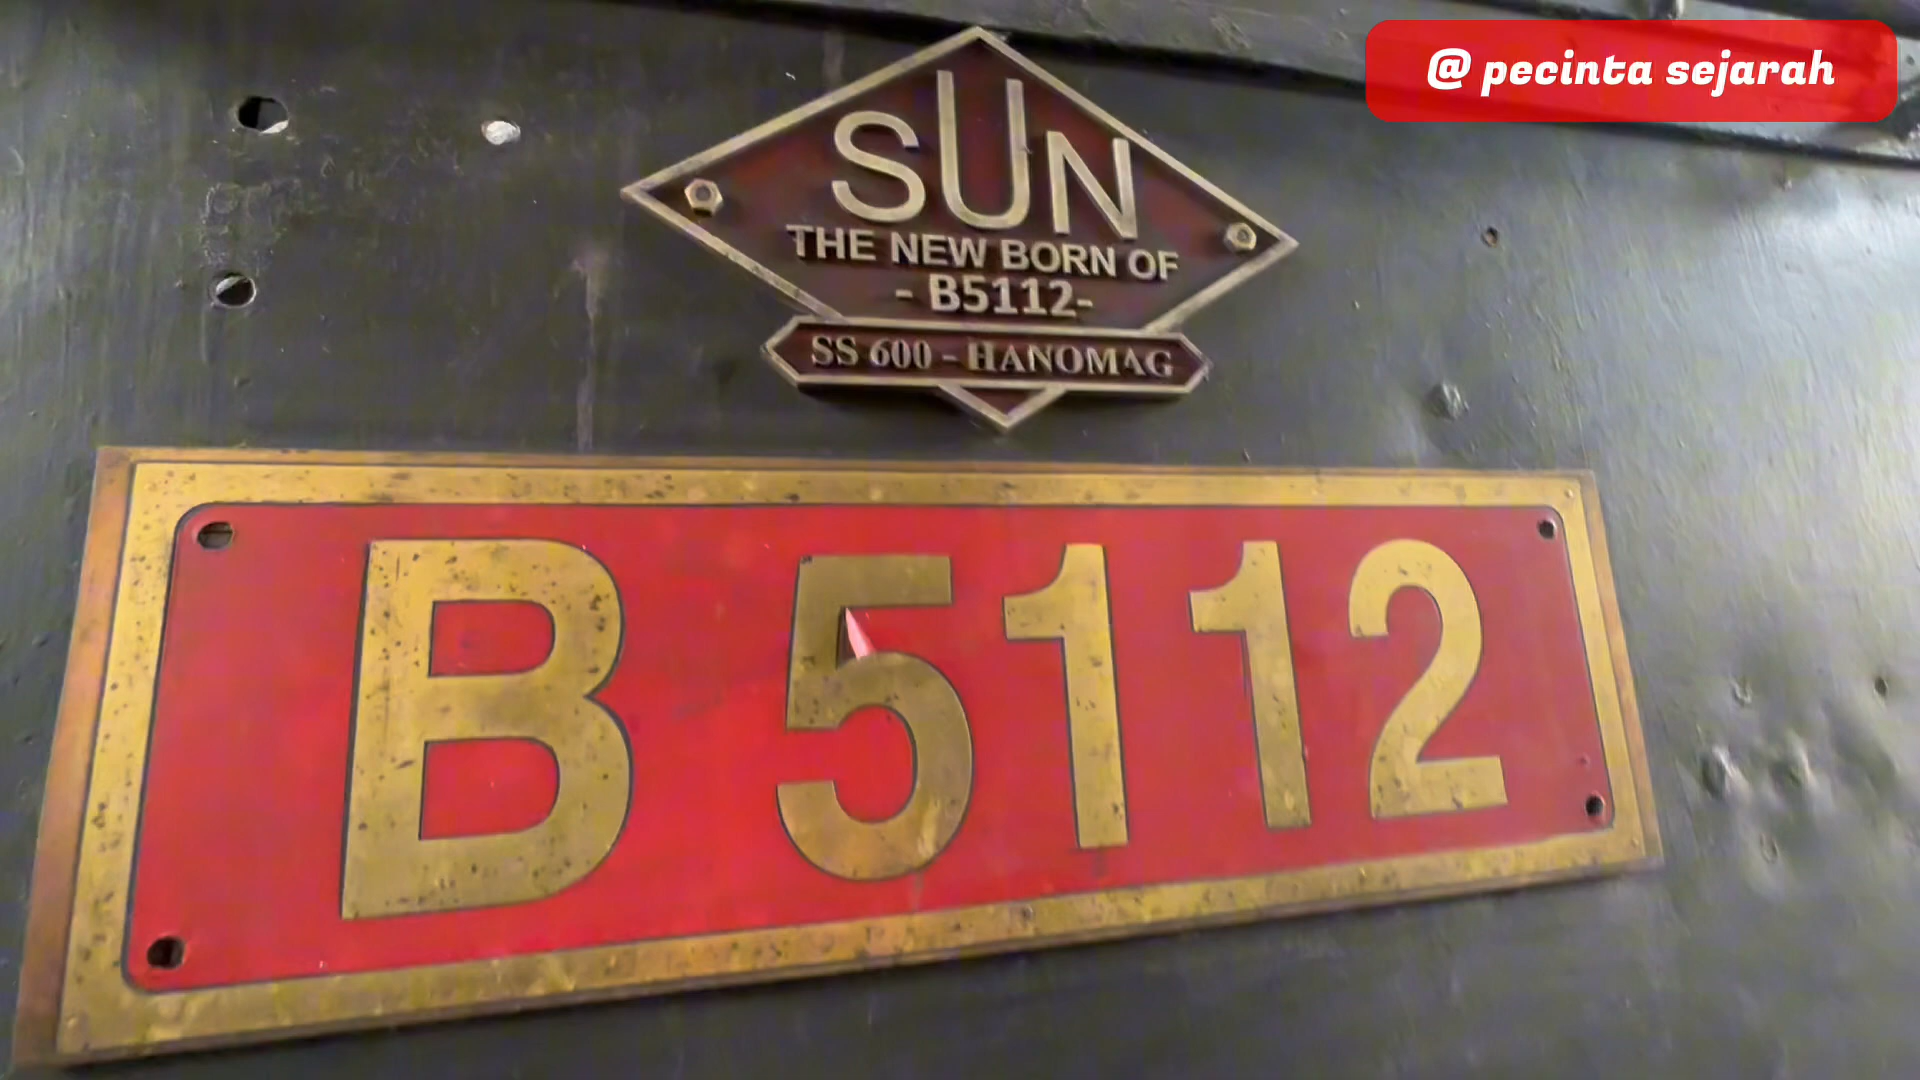 @ pecinta sejarah
SUN
THE NEW BORN OF
- B5112-
SS 600 - HANOMAG
B 5112